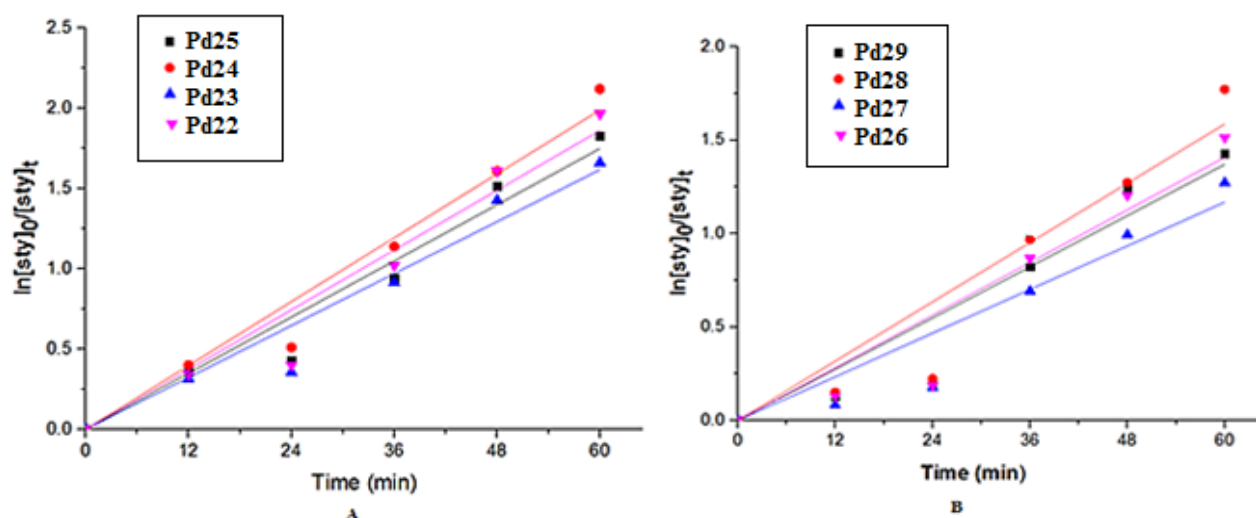 Pd25
Pd24
Pd23
Pd22
2.5
2.0
1.5
1.0
0.5
0.0
ln[sty]0/[sty]t
0 12 24 36 48 60
Time (min)
A
Pd29
Pd28
Pd27
Pd26
2.0
1.5
1.0
0.5
0.0
ln[sty]0/[sty]t
0 12 24 36 48 60
Time (min)
B